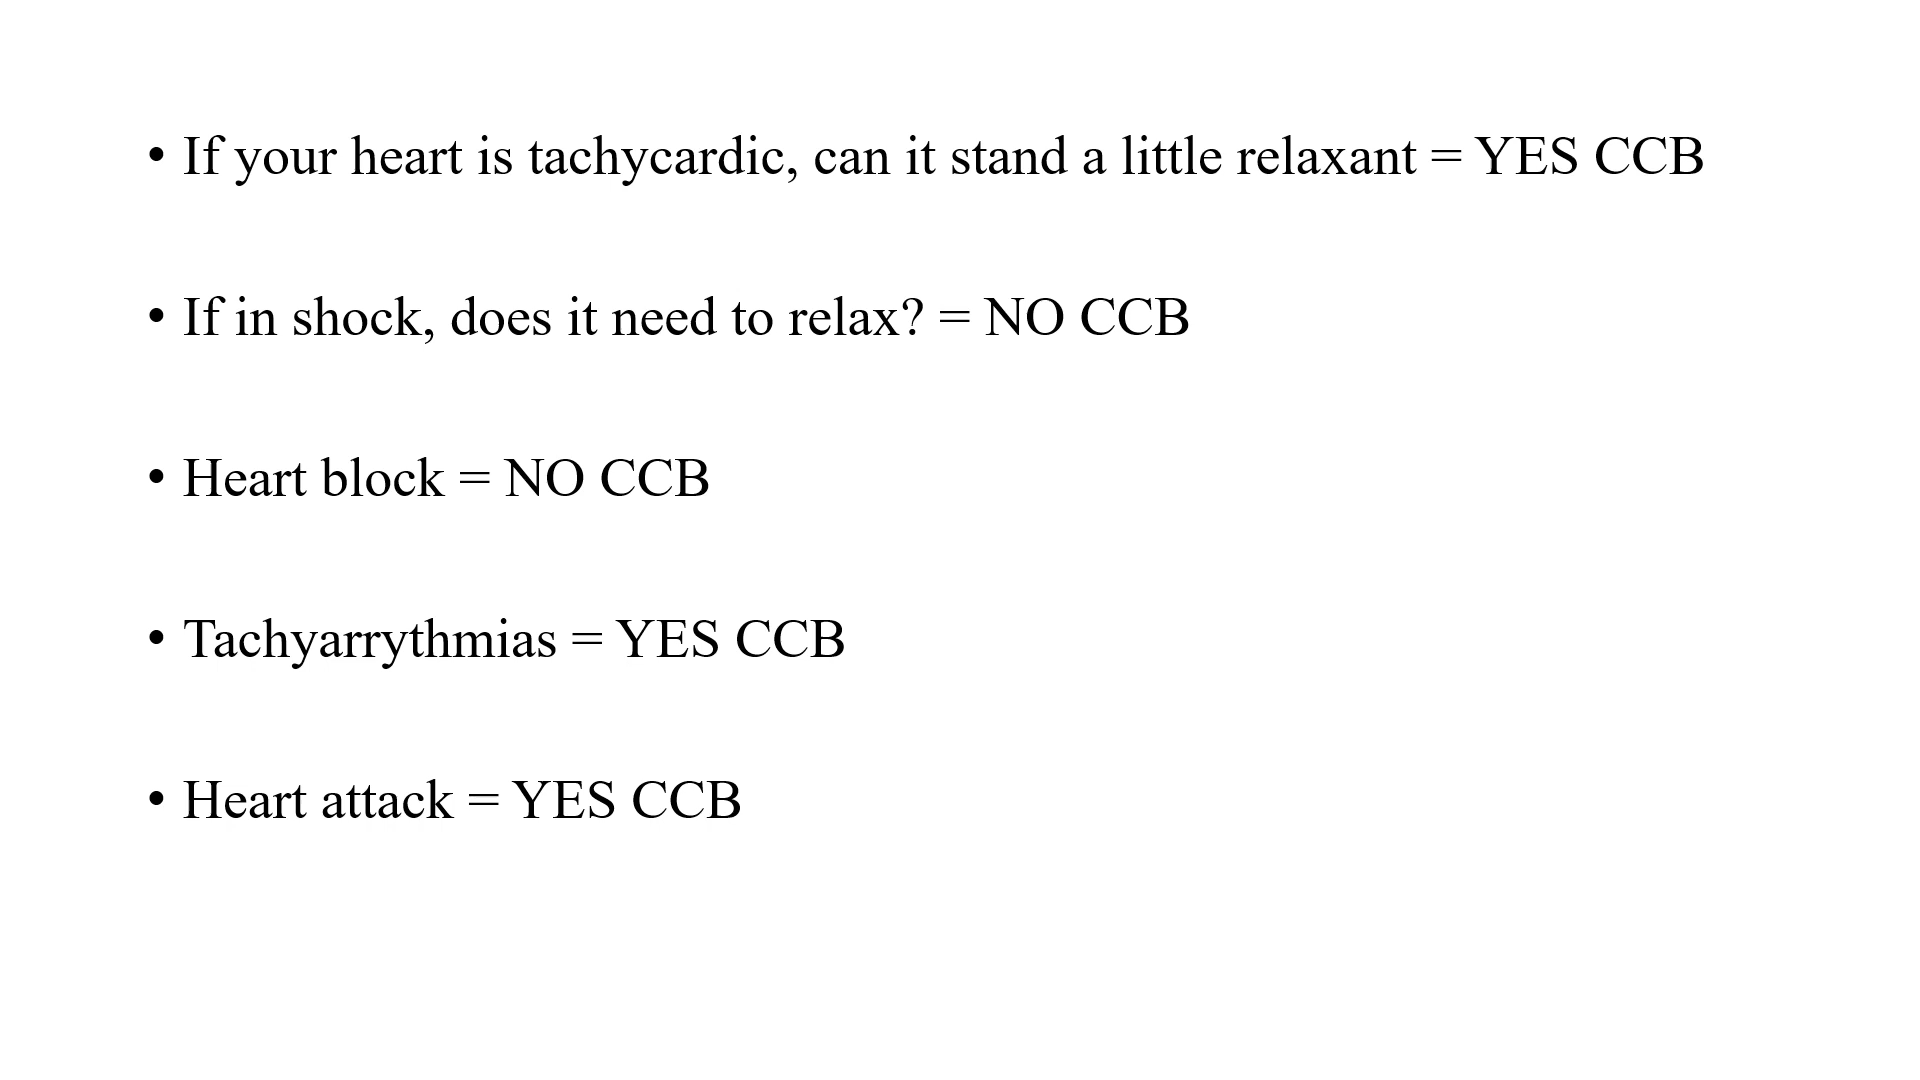 • If your heart is tachycardic, can it stand a little relaxant = YES CCB
• If in shock, does it need to relax? = NO CCB
• Heart block = NO CCB
• Tachyarrythmias = YES CCB
• Heart attack = YES CCB